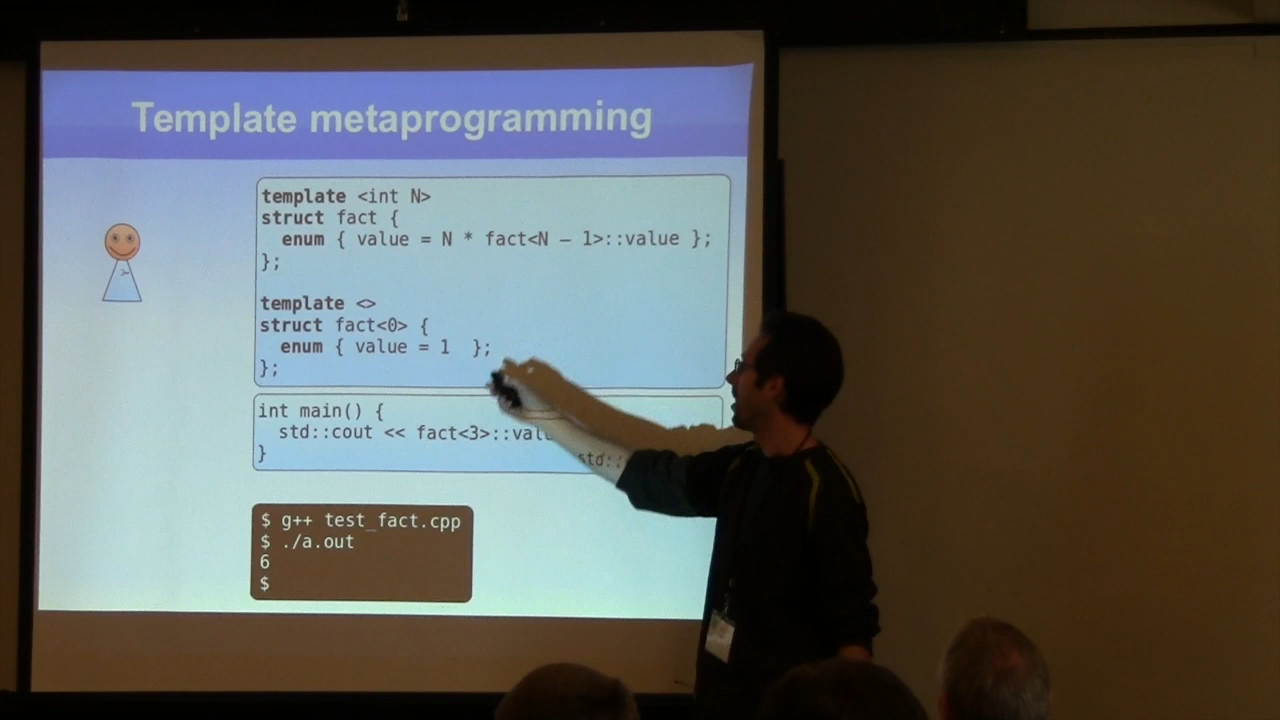 Template metaprogramming
template <int N>
struct fact {
  enum { value = N * fact<N – 1>::value };
};
template <>
struct fact<0> {
  enum { value = 1  };
};
int main() {
  std::cout << fact<3>::val
std::
}
$ g++ test_fact.cpp
$ ./a.out
6
$